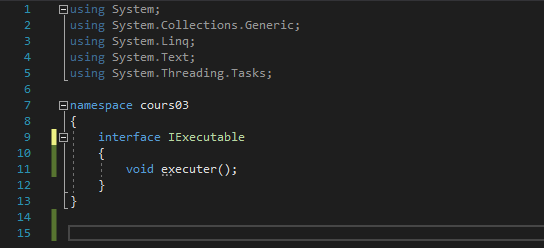 1 using System;
2 using System.Collections.Generic;
3 using System.Linq;
4 using System.Text;
5 using System.Threading.Tasks;
6
7 namespace cours03
8 {
9 interface IExecutable
10 {
11 void executer();
12 }
13 }
14
15